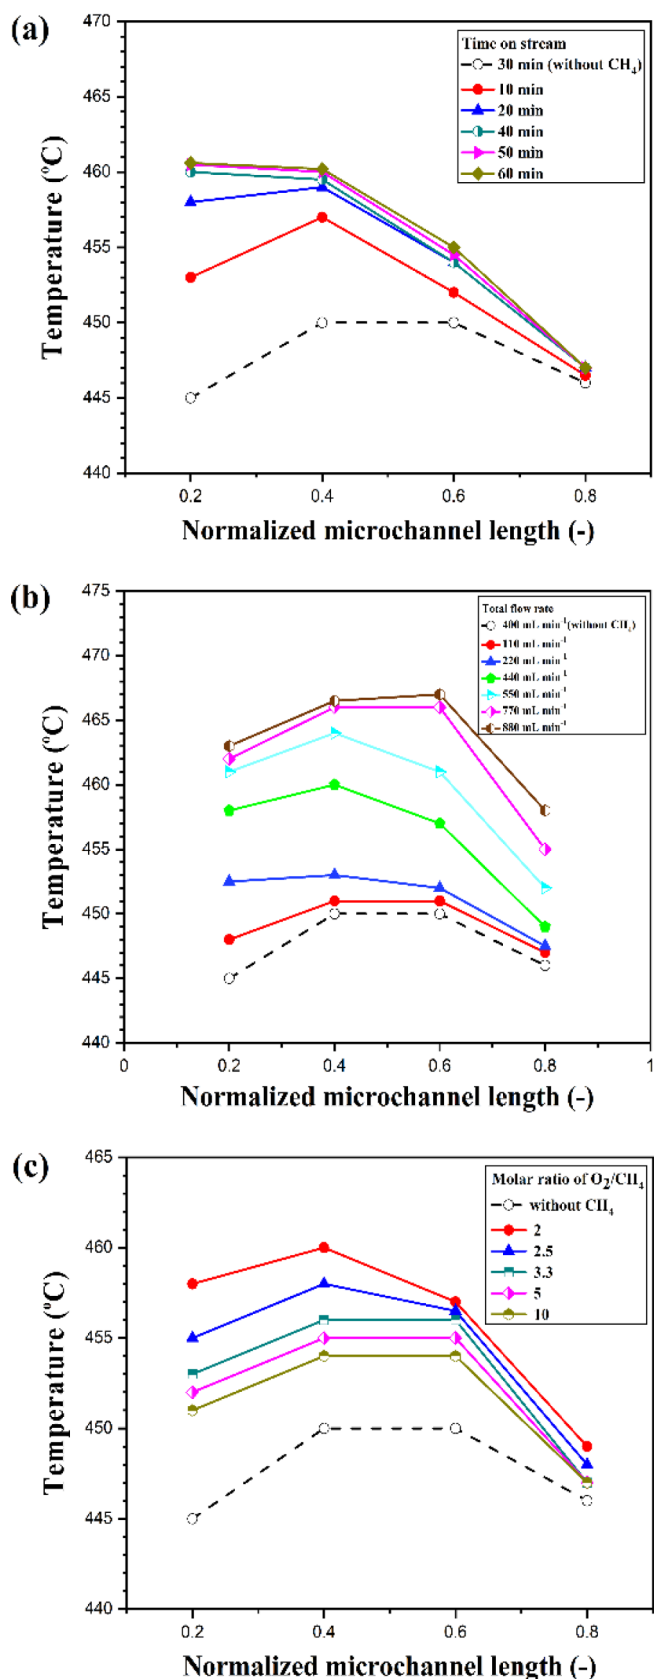 (a)
470
465
460
455
450
445
440
Temperature (ºC)
Time on stream
30 min (without CH4)
10 min
20 min
40 min
50 min
60 min
0.2 0.4 0.6 0.8
Normalized microchannel length (-)
(b)
475
470
465
460
455
450
445
440
Temperature (ºC)
Total flow rate
400 mL min-1(without CH4)
110 mL min-1
220 mL min-1
440 mL min-1
550 mL min-1
770 mL min-1
880 mL min-1
0 0.2 0.4 0.6 0.8 1
Normalized microchannel length (-)
(c)
465
460
455
450
445
440
Temperature (ºC)
Molar ratio of O2/CH4
without CH4
2
2.5
3.3
5
10
0.2 0.4 0.6 0.8
Normalized microchannel length (-)